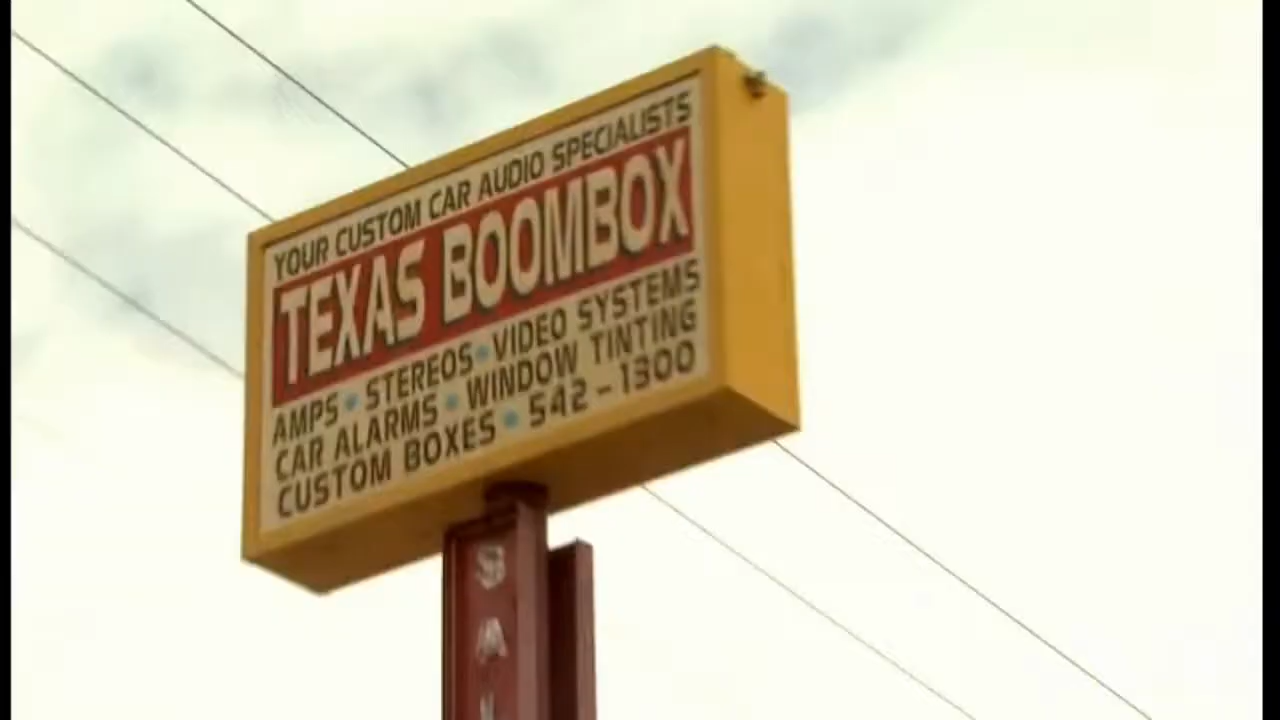 YOUR CUSTOM CAR AUDIO SPECIALISTS
TEXAS BOOMBOX
AMPS • STEREOS • VIDEO SYSTEMS
CAR ALARMS • WINDOW TINTING
CUSTOM BOXES • 542-1300